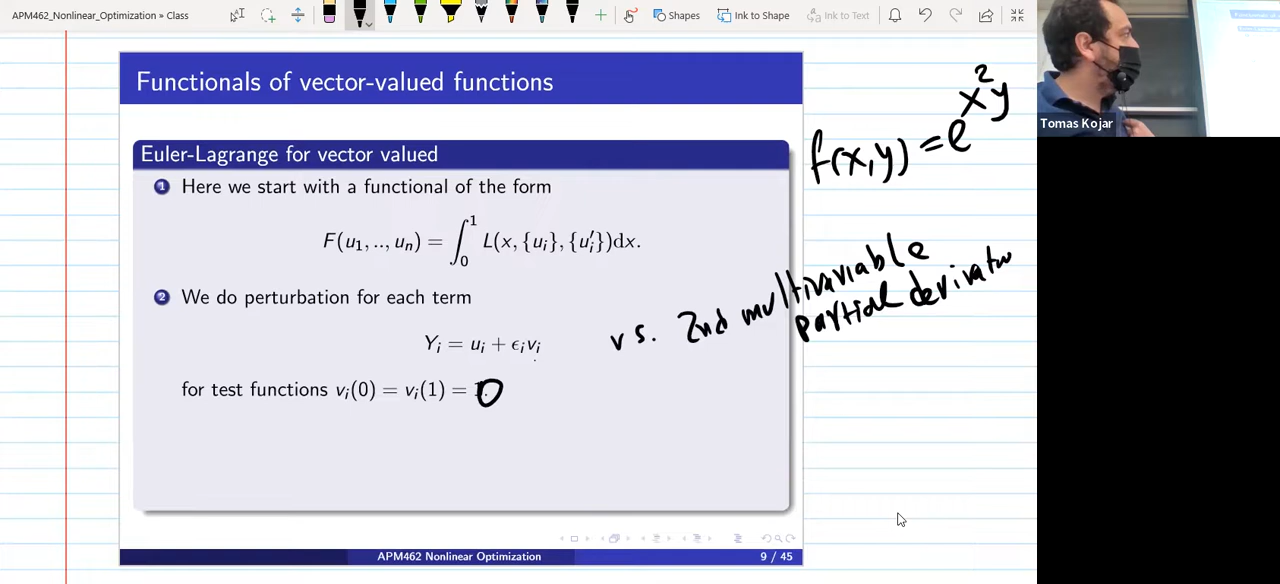 APM462_Nonlinear_Optimization » Class
Shapes
Ink to Shape
Ink to Text
Functionals of vector-valued functions
Euler-Lagrange for vector valued
1 Here we start with a functional of the form
F(u₁, .., uₙ) = ∫₀¹ L(x, {uᵢ}, {u′ᵢ})dx.
2 We do perturbation for each term
Yᵢ = uᵢ + ϵᵢvᵢ
for test functions vᵢ(0) = vᵢ(1) = 0
APM462 Nonlinear Optimization
9 / 45
f(x,y) = e^{x²y}
vs. 2nd multivariable
partial
Tomas Kojar